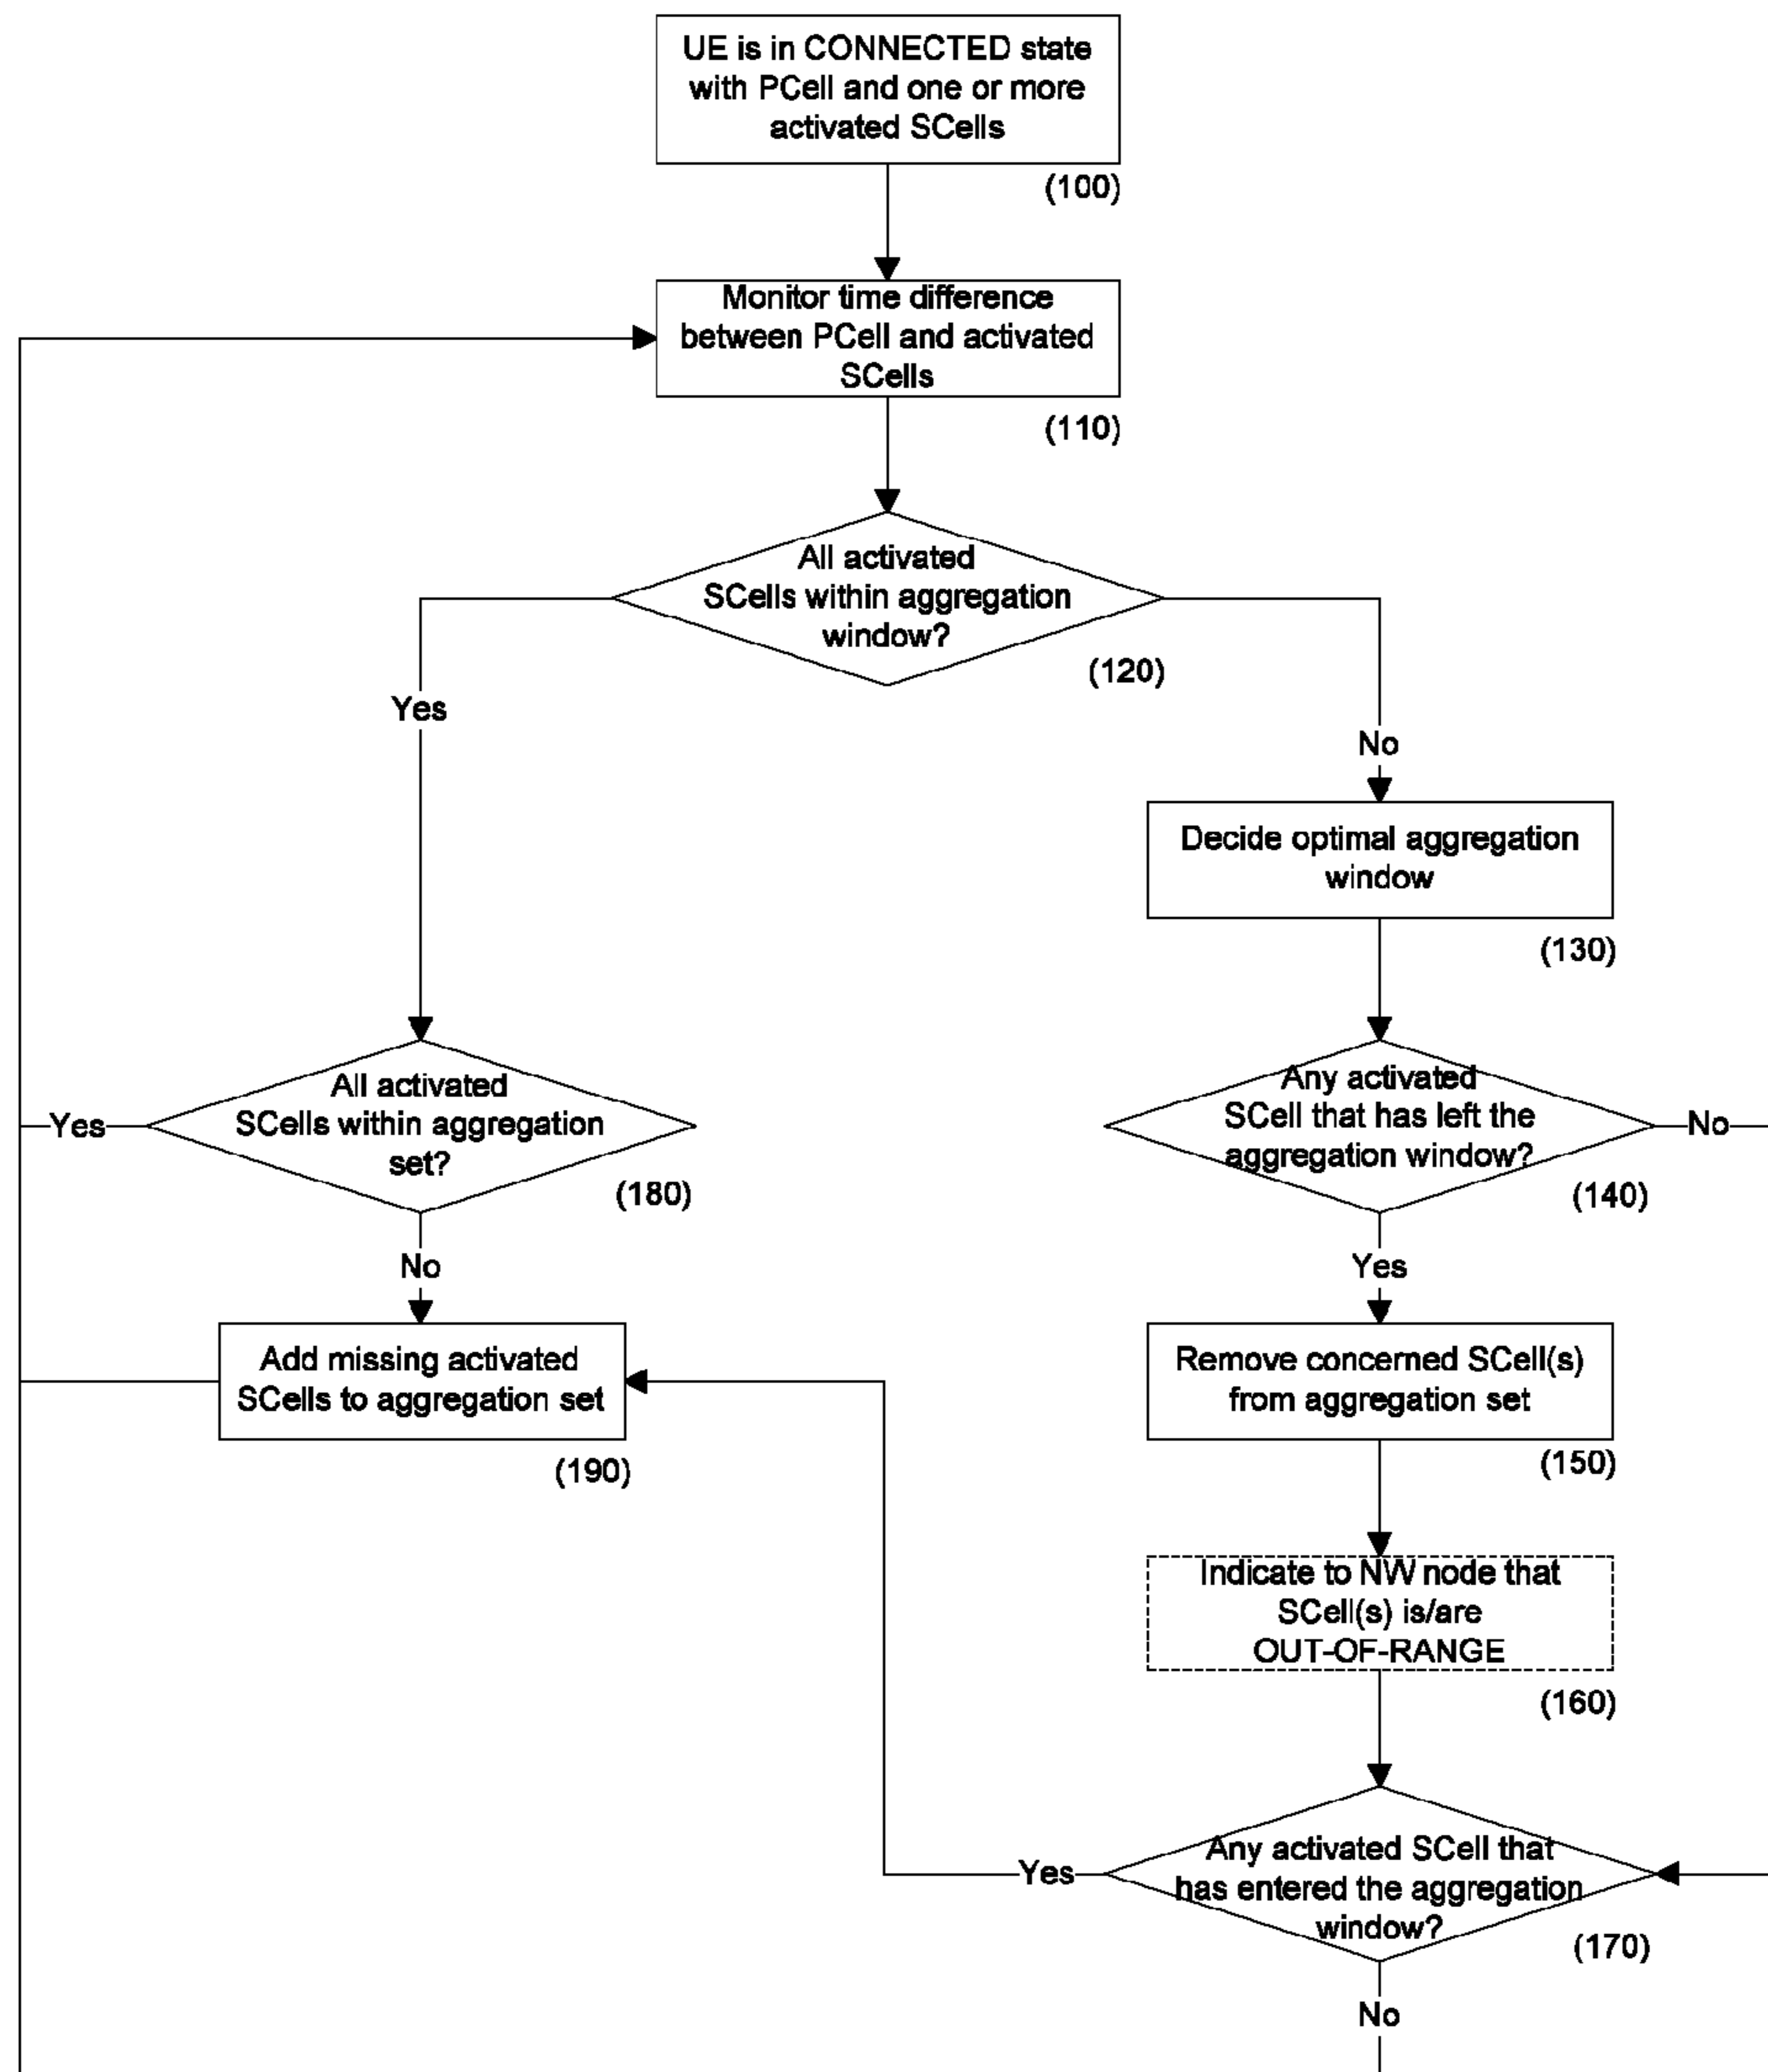 UE is in CONNECTED state
with PCell and one or more
activated SCells
(100)
Monitor time difference
between PCell and activated
SCells
(110)
All activated
SCells within aggregation
window?
(120)
Yes
No
Decide optimal aggregation
window
(130)
All activated
SCells within aggregation
set?
(180)
Yes
No
Any activated
SCell that has left the
aggregation window?
(140)
No
Yes
Add missing activated
SCells to aggregation set
(190)
Remove concerned SCell(s)
from aggregation set
(150)
Indicate to NW node that
SCell(s) is/are
OUT-OF-RANGE
(160)
Any activated SCell that
has entered the aggregation
window?
(170)
Yes
No